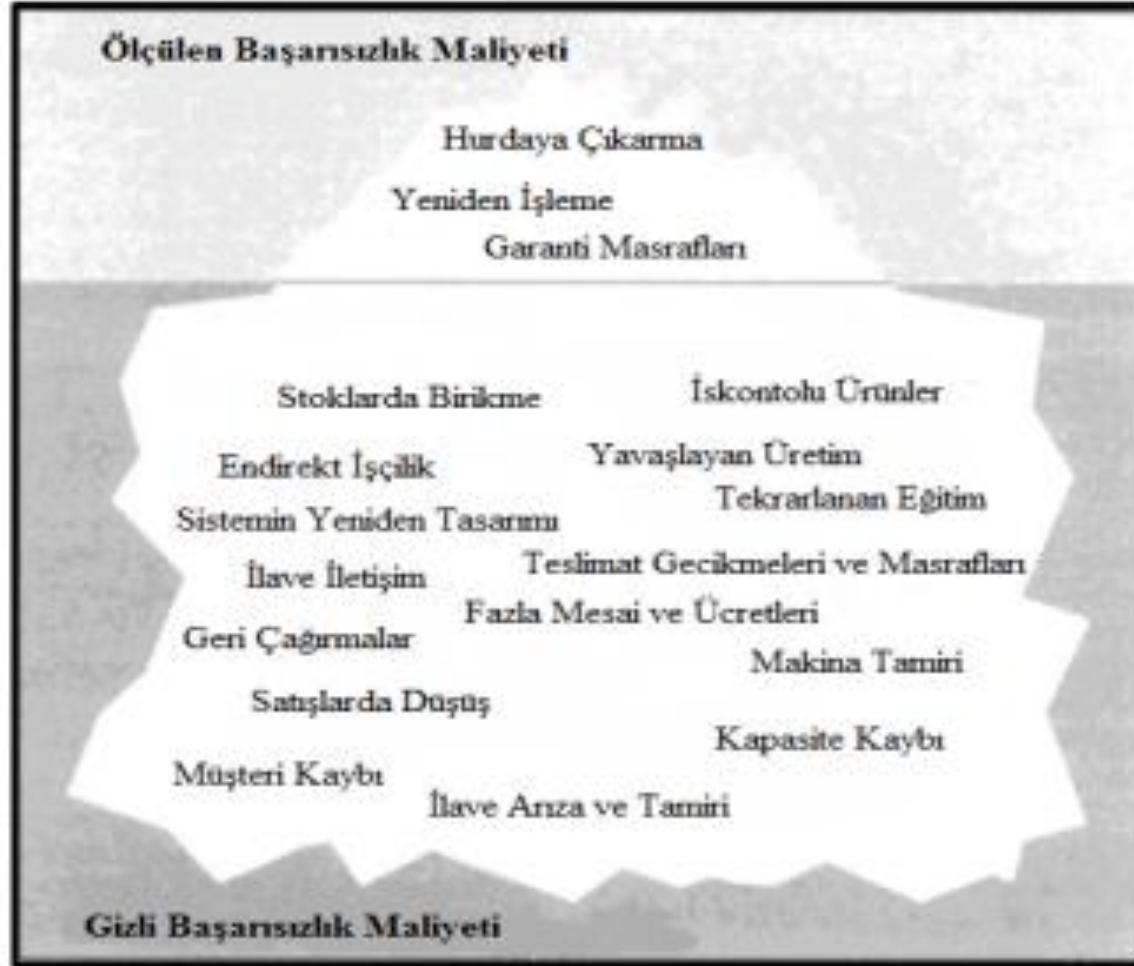 Ölçülen Başarısızlık Maliyeti
Hurdaya Çıkarma
Yeniden İşleme
Garanti Masrafları
Stoklarda Birikme
İskontolu Ürünler
Endirekt İşçilik
Yavaşlayan Üretim
Tekrarlanan Eğitim
Sistemin Yeniden Tasarımı
İlave İletişim
Teslimat Gecikmeleri ve Masrafları
Fazla Mesai ve Ücretleri
Geri Çağırmalar
Makina Tamiri
Satışlarda Düşüş
Kapasite Kaybı
Müşteri Kaybı
İlave Arıza ve Tamiri
Gizli Başarısızlık Maliyeti